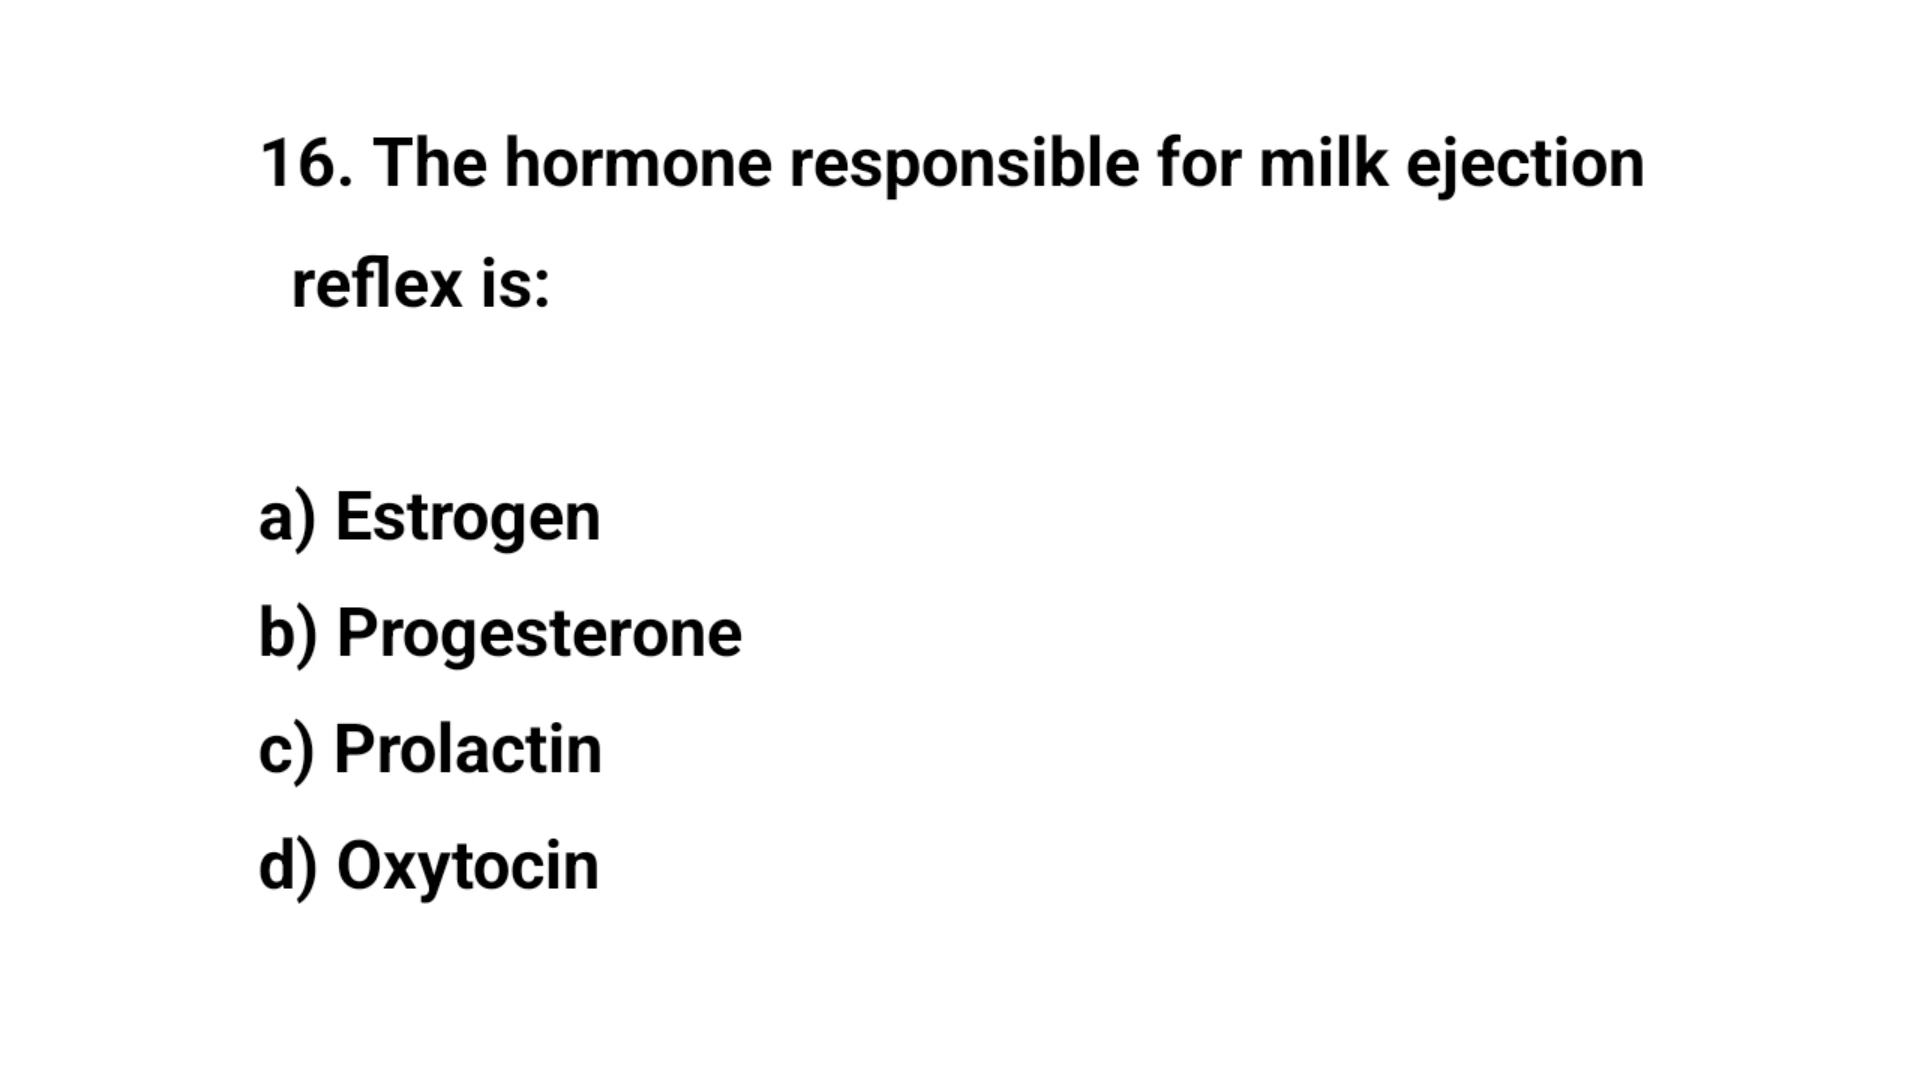 16. The hormone responsible for milk ejection
reflex is:
a) Estrogen
b) Progesterone
c) Prolactin
d) Oxytocin